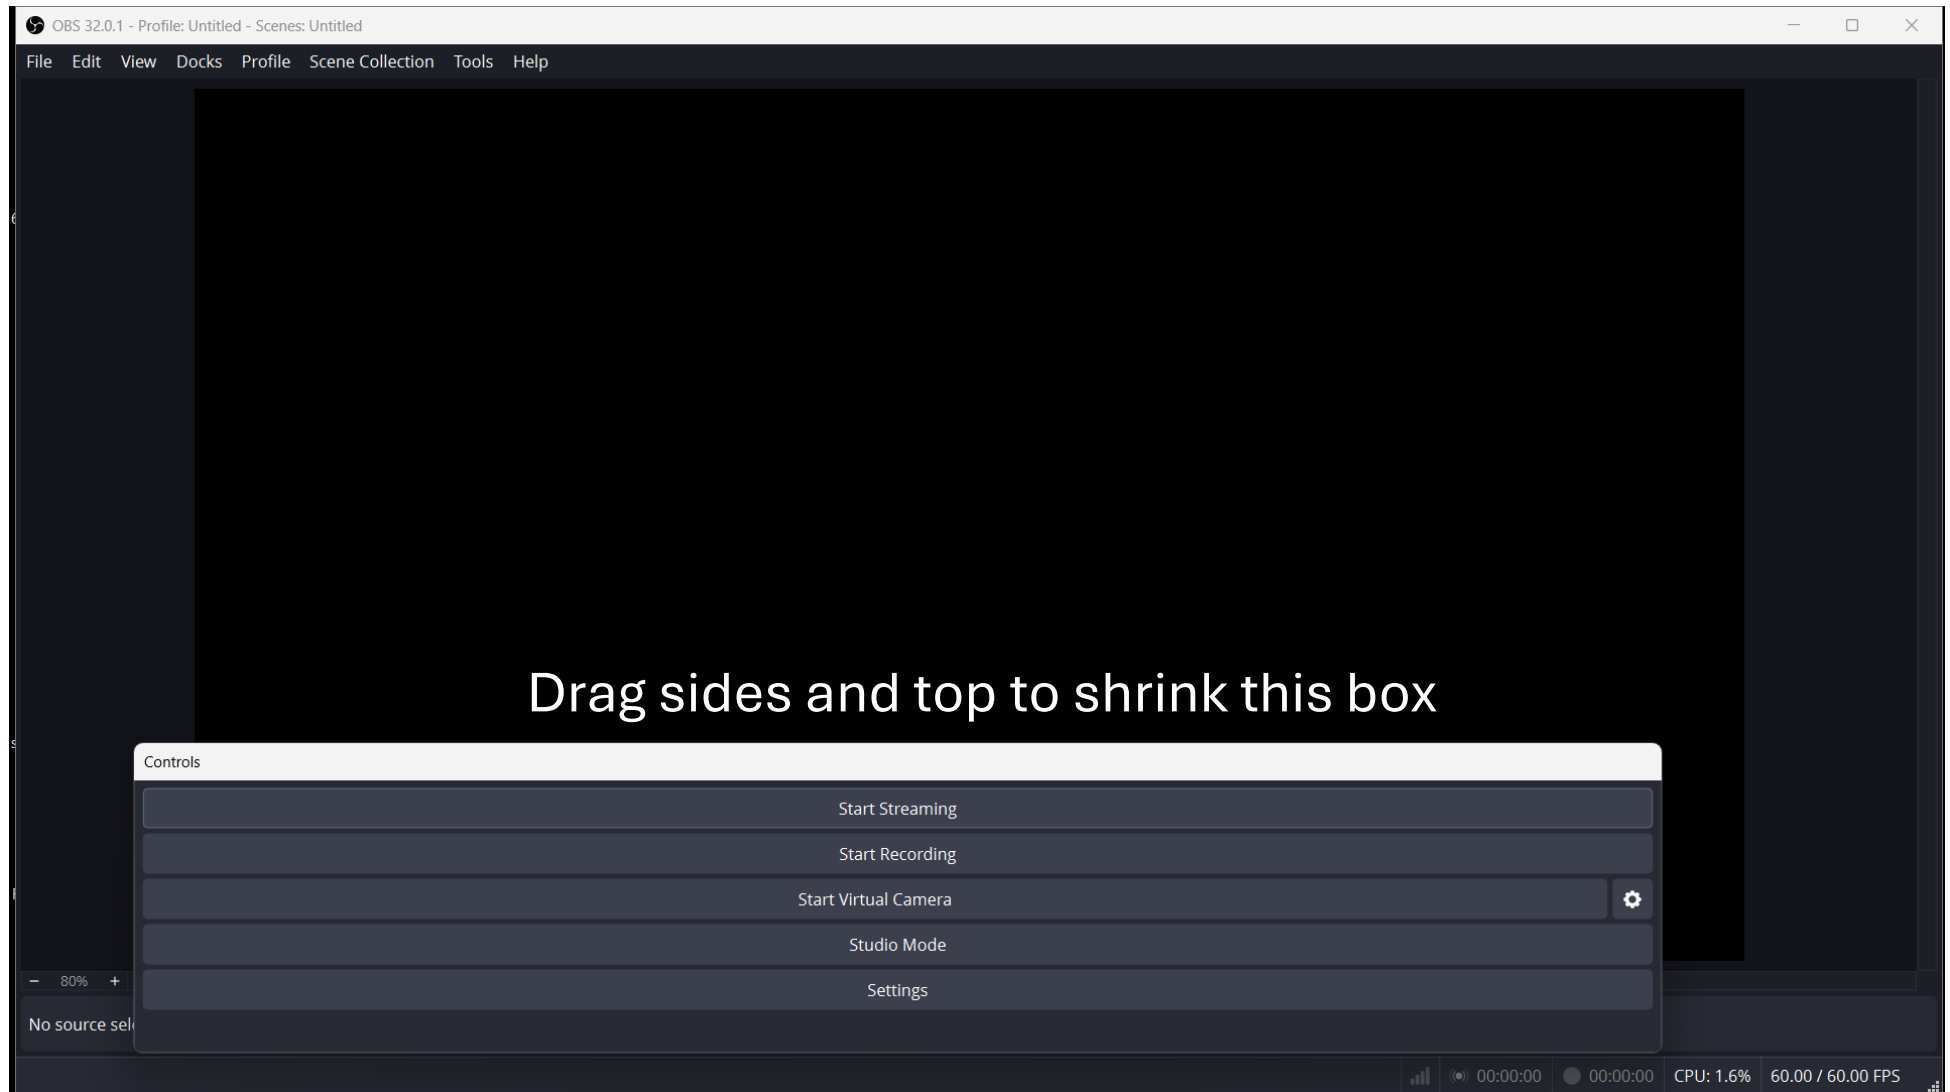 OBS 32.0.1 - Profile: Untitled - Scenes: Untitled
File Edit View Docks Profile Scene Collection Tools Help
Drag sides and top to shrink this box
Controls
Start Streaming
Start Recording
Start Virtual Camera
Studio Mode
80%
Settings
No source sel
00:00:00 00:00:00 CPU: 1.6% 60.00 / 60.00 FPS